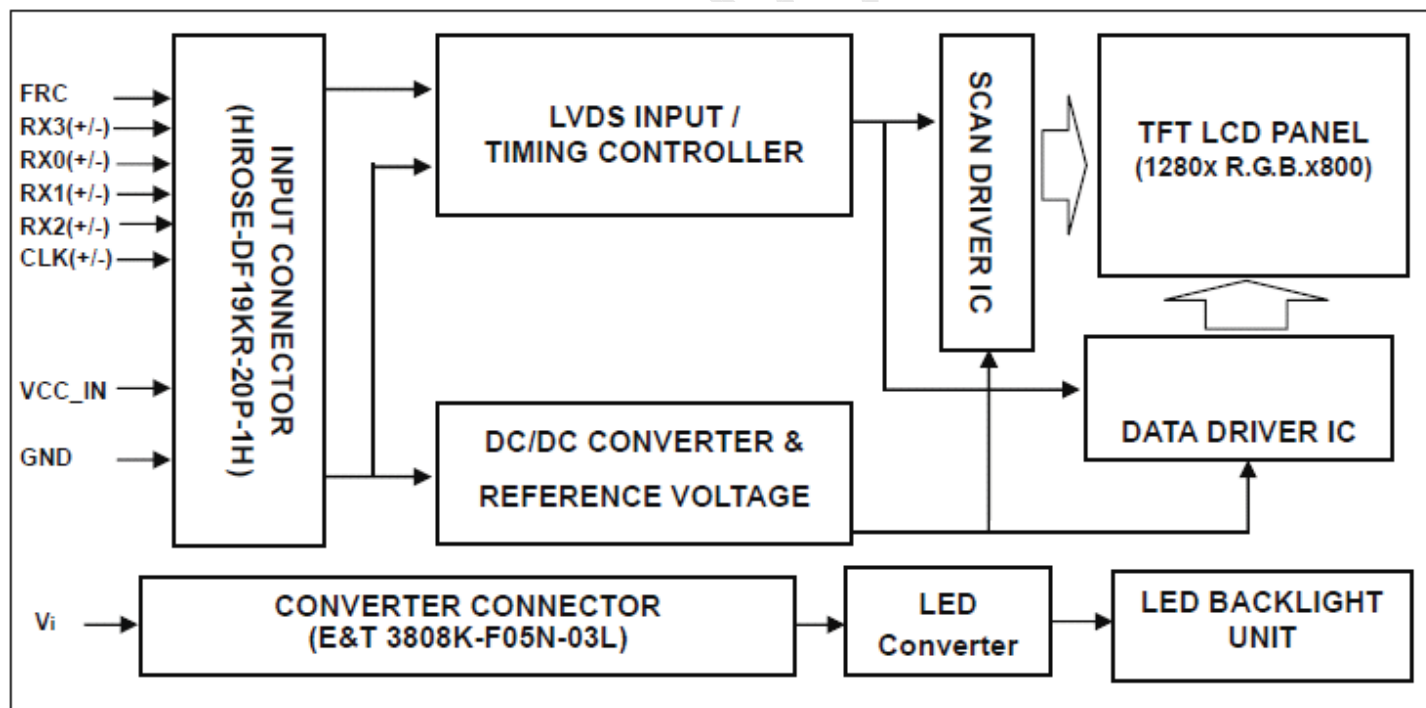 FRC
RX3(+/-)
RX0(+/-)
RX1(+/-)
RX2(+/-)
CLK(+/-)
VCC_IN
GND
INPUT CONNECTOR
(HIROSE-DF19KR-20P-1H)
LVDS INPUT /
TIMING CONTROLLER
DC/DC CONVERTER &
REFERENCE VOLTAGE
SCAN DRIVER IC
TFT LCD PANEL
(1280x R.G.B.x800)
DATA DRIVER IC
Vi
CONVERTER CONNECTOR
(E&T 3808K-F05N-03L)
LED
Converter
LED BACKLIGHT
UNIT